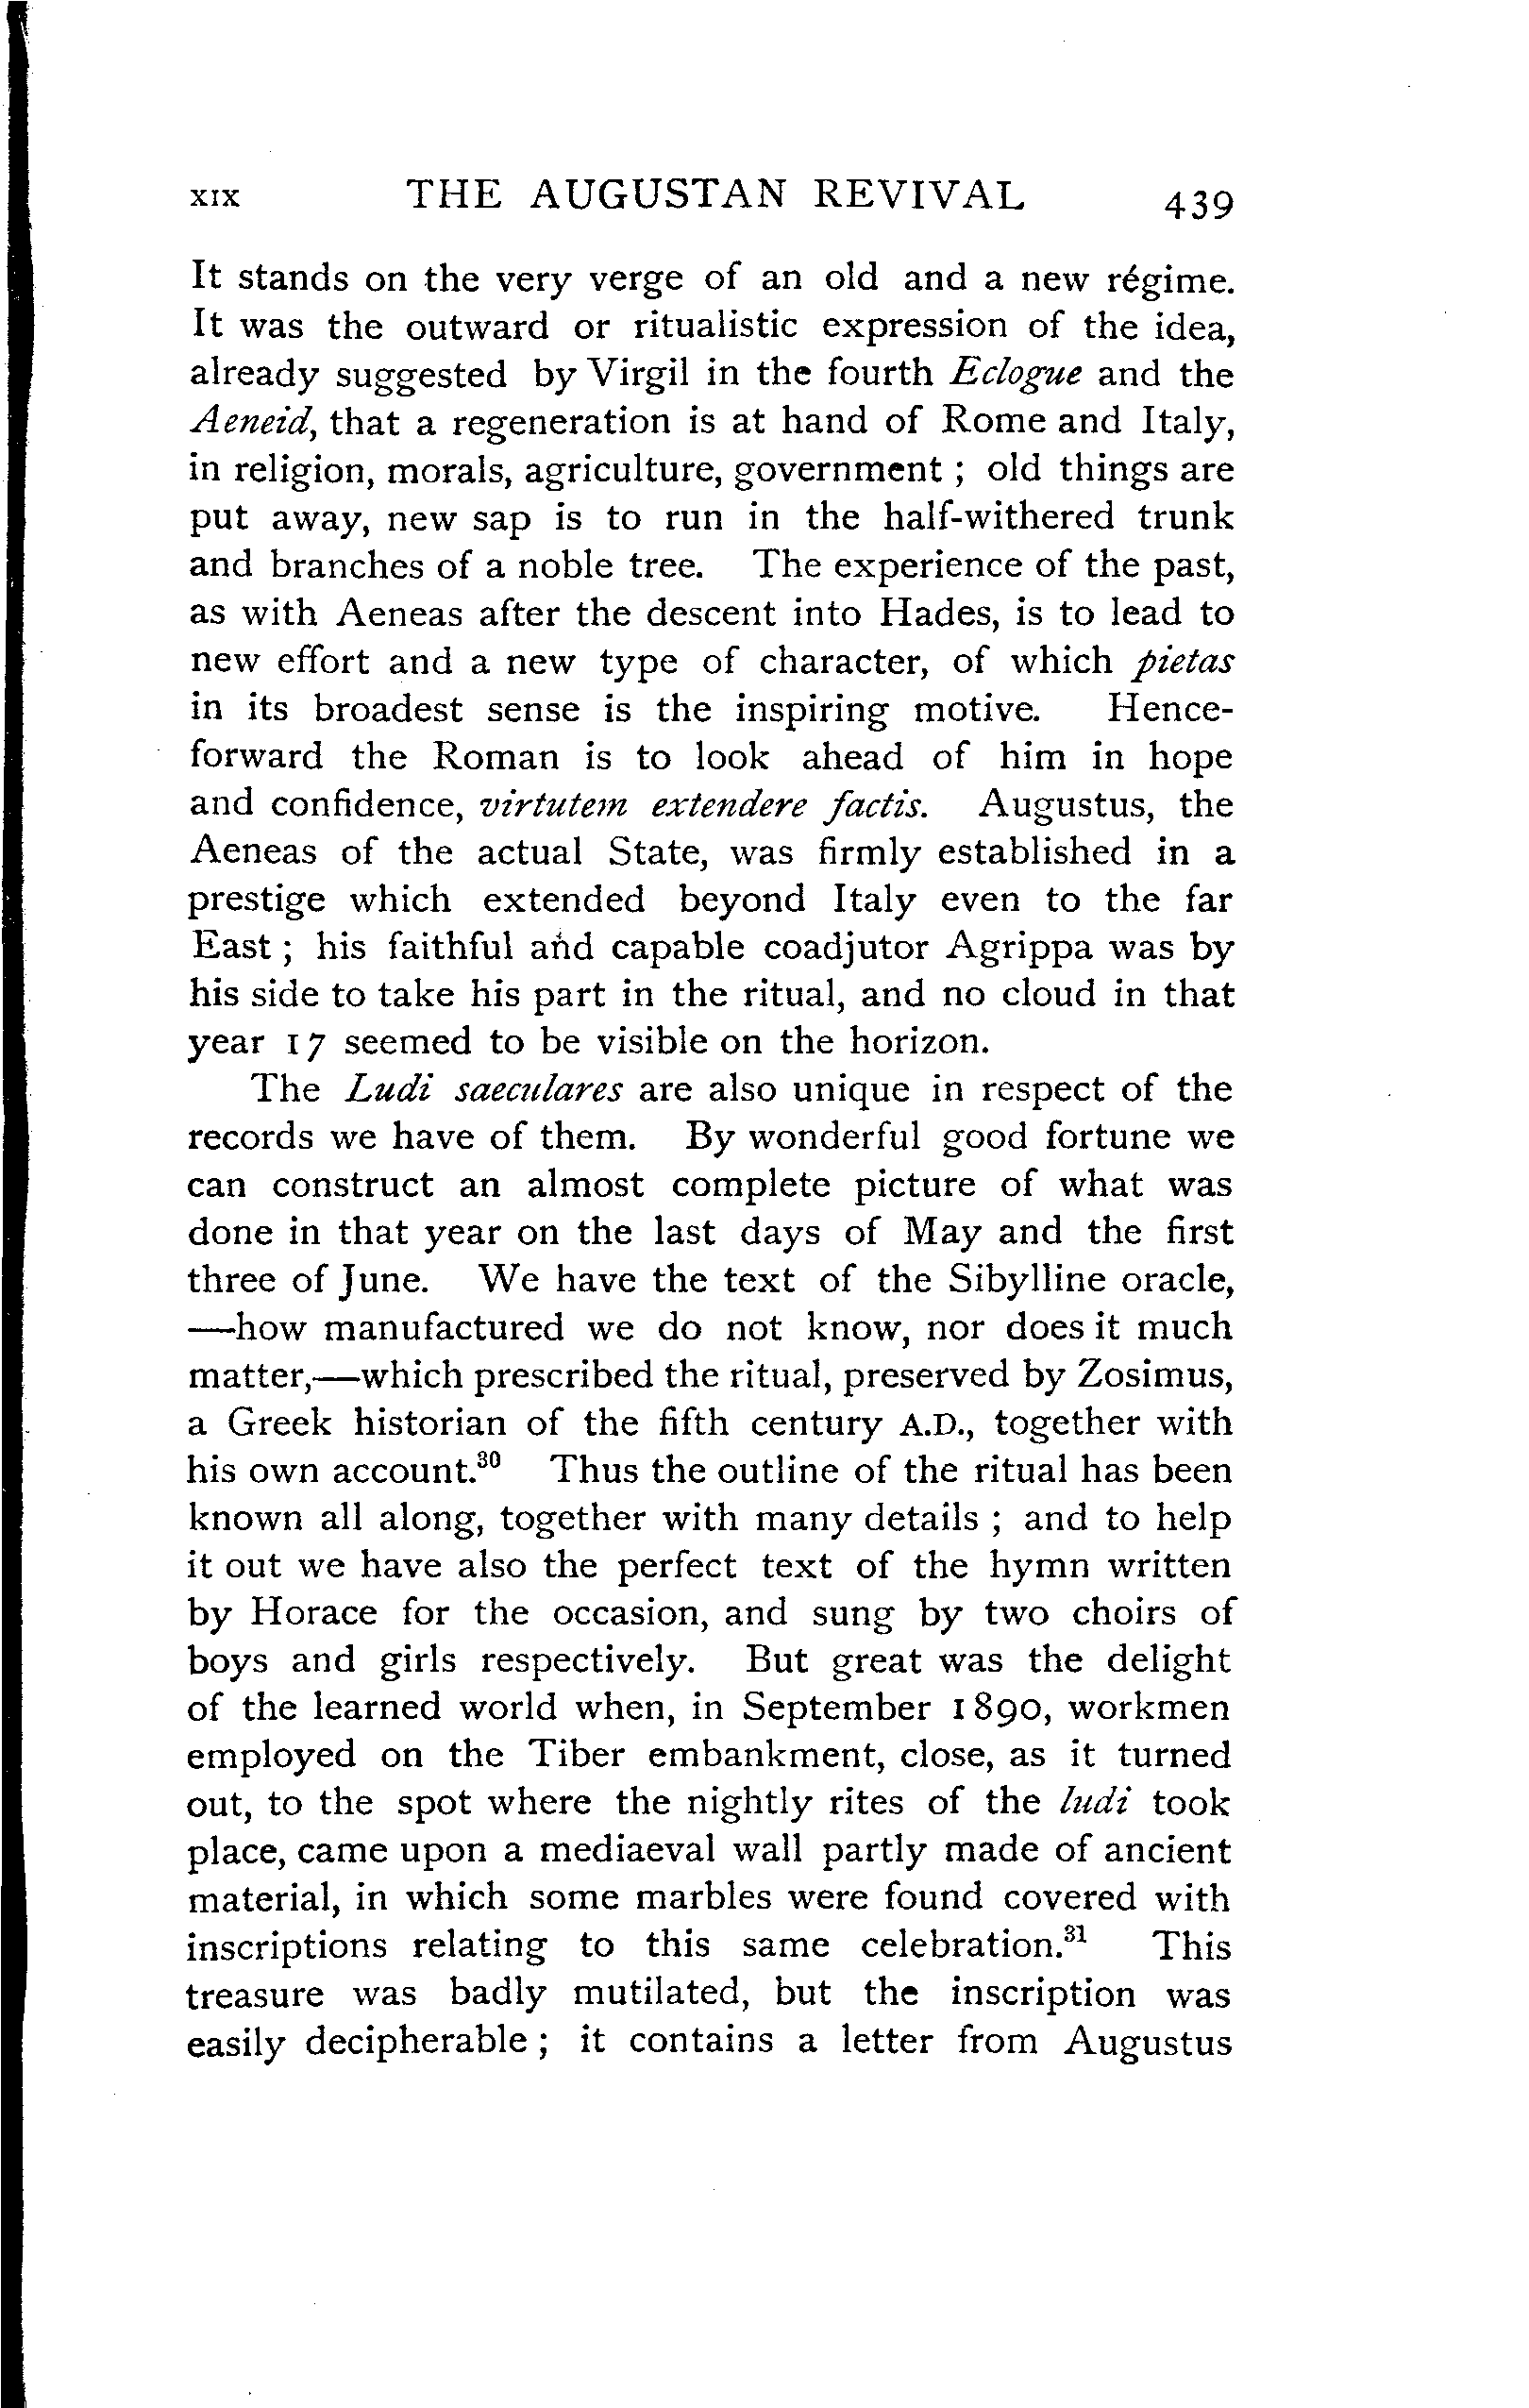 xix THE AUGUSTAN REVIVAL 439
It stands on the very verge of an old and a new régime.
It was the outward or ritualistic expression of the idea,
already suggested by Virgil in the fourth Eclogue and the
Aeneid, that a regeneration is at hand of Rome and Italy,
in religion, morals, agriculture, government ; old things are
put away, new sap is to run in the half-withered trunk
and branches of a noble tree. The experience of the past,
as with Aeneas after the descent into Hades, is to lead to
new effort and a new type of character, of which pietas
in its broadest sense is the inspiring motive. Hence-
forward the Roman is to look ahead of him in hope
and confidence, virtutem extendere factis. Augustus, the
Aeneas of the actual State, was firmly established in a
prestige which extended beyond Italy even to the far
East ; his faithful and capable coadjutor Agrippa was by
his side to take his part in the ritual, and no cloud in that
year 17 seemed to be visible on the horizon.
The Ludi saeculares are also unique in respect of the
records we have of them. By wonderful good fortune we
can construct an almost complete picture of what was
done in that year on the last days of May and the first
three of June. We have the text of the Sibylline oracle,
—how manufactured we do not know, nor does it much
matter,—which prescribed the ritual, preserved by Zosimus,
a Greek historian of the fifth century A.D., together with
his own account.³⁰ Thus the outline of the ritual has been
known all along, together with many details ; and to help
it out we have also the perfect text of the hymn written
by Horace for the occasion, and sung by two choirs of
boys and girls respectively. But great was the delight
of the learned world when, in September 1890, workmen
employed on the Tiber embankment, close, as it turned
out, to the spot where the nightly rites of the ludi took
place, came upon a mediaeval wall partly made of ancient
material, in which some marbles were found covered with
inscriptions relating to this same celebration.³¹ This
treasure was badly mutilated, but the inscription was
easily decipherable ; it contains a letter from Augustus